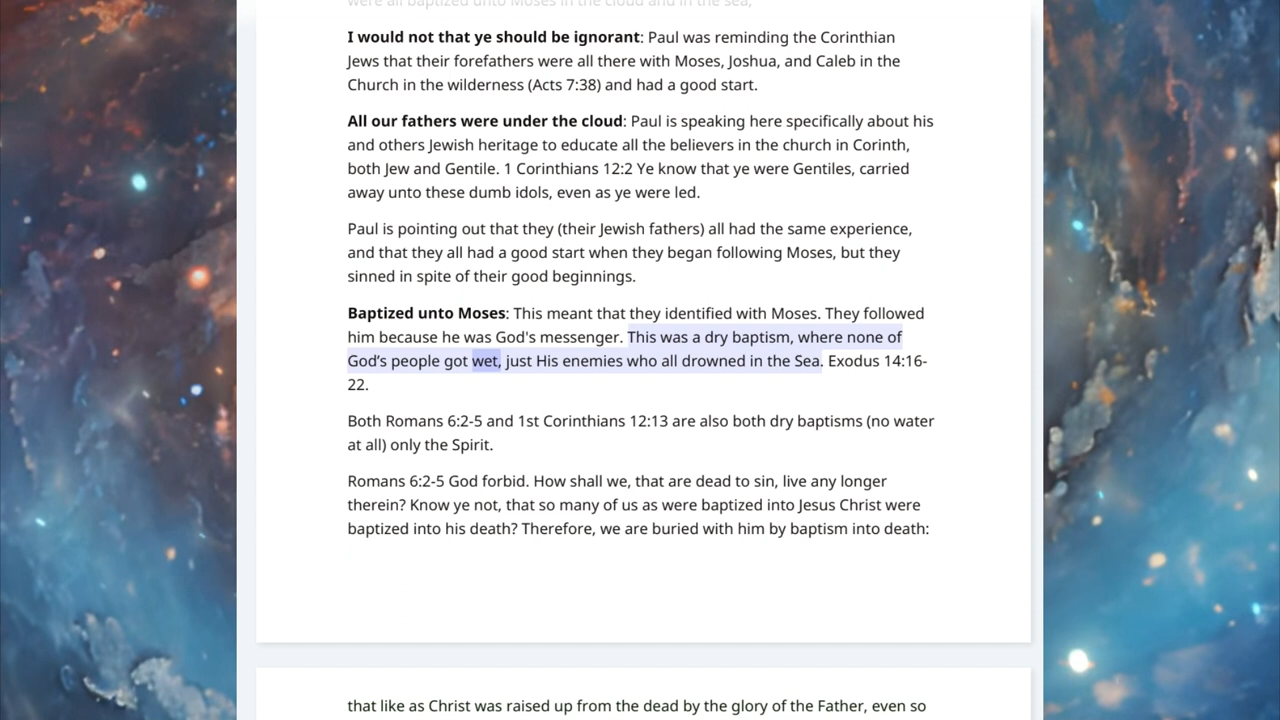 were all baptized unto Moses in the cloud and in the sea;
I would not that ye should be ignorant: Paul was reminding the Corinthian
Jews that their forefathers were all there with Moses, Joshua, and Caleb in the
Church in the wilderness (Acts 7:38) and had a good start.
All our fathers were under the cloud: Paul is speaking here specifically about his
and others Jewish heritage to educate all the believers in the church in Corinth,
both Jew and Gentile. 1 Corinthians 12:2 Ye know that ye were Gentiles, carried
away unto these dumb idols, even as ye were led.
Paul is pointing out that they (their Jewish fathers) all had the same experience,
and that they all had a good start when they began following Moses, but they
sinned in spite of their good beginnings.
Baptized unto Moses: This meant that they identified with Moses. They followed
him because he was God's messenger. This was a dry baptism, where none of
God’s people got wet, just His enemies who all drowned in the Sea. Exodus 14:16-
22.
Both Romans 6:2-5 and 1st Corinthians 12:13 are also both dry baptisms (no water
at all) only the Spirit.
Romans 6:2-5 God forbid. How shall we, that are dead to sin, live any longer
therein? Know ye not, that so many of us as were baptized into Jesus Christ were
baptized into his death? Therefore, we are buried with him by baptism into death:
that like as Christ was raised up from the dead by the glory of the Father, even so